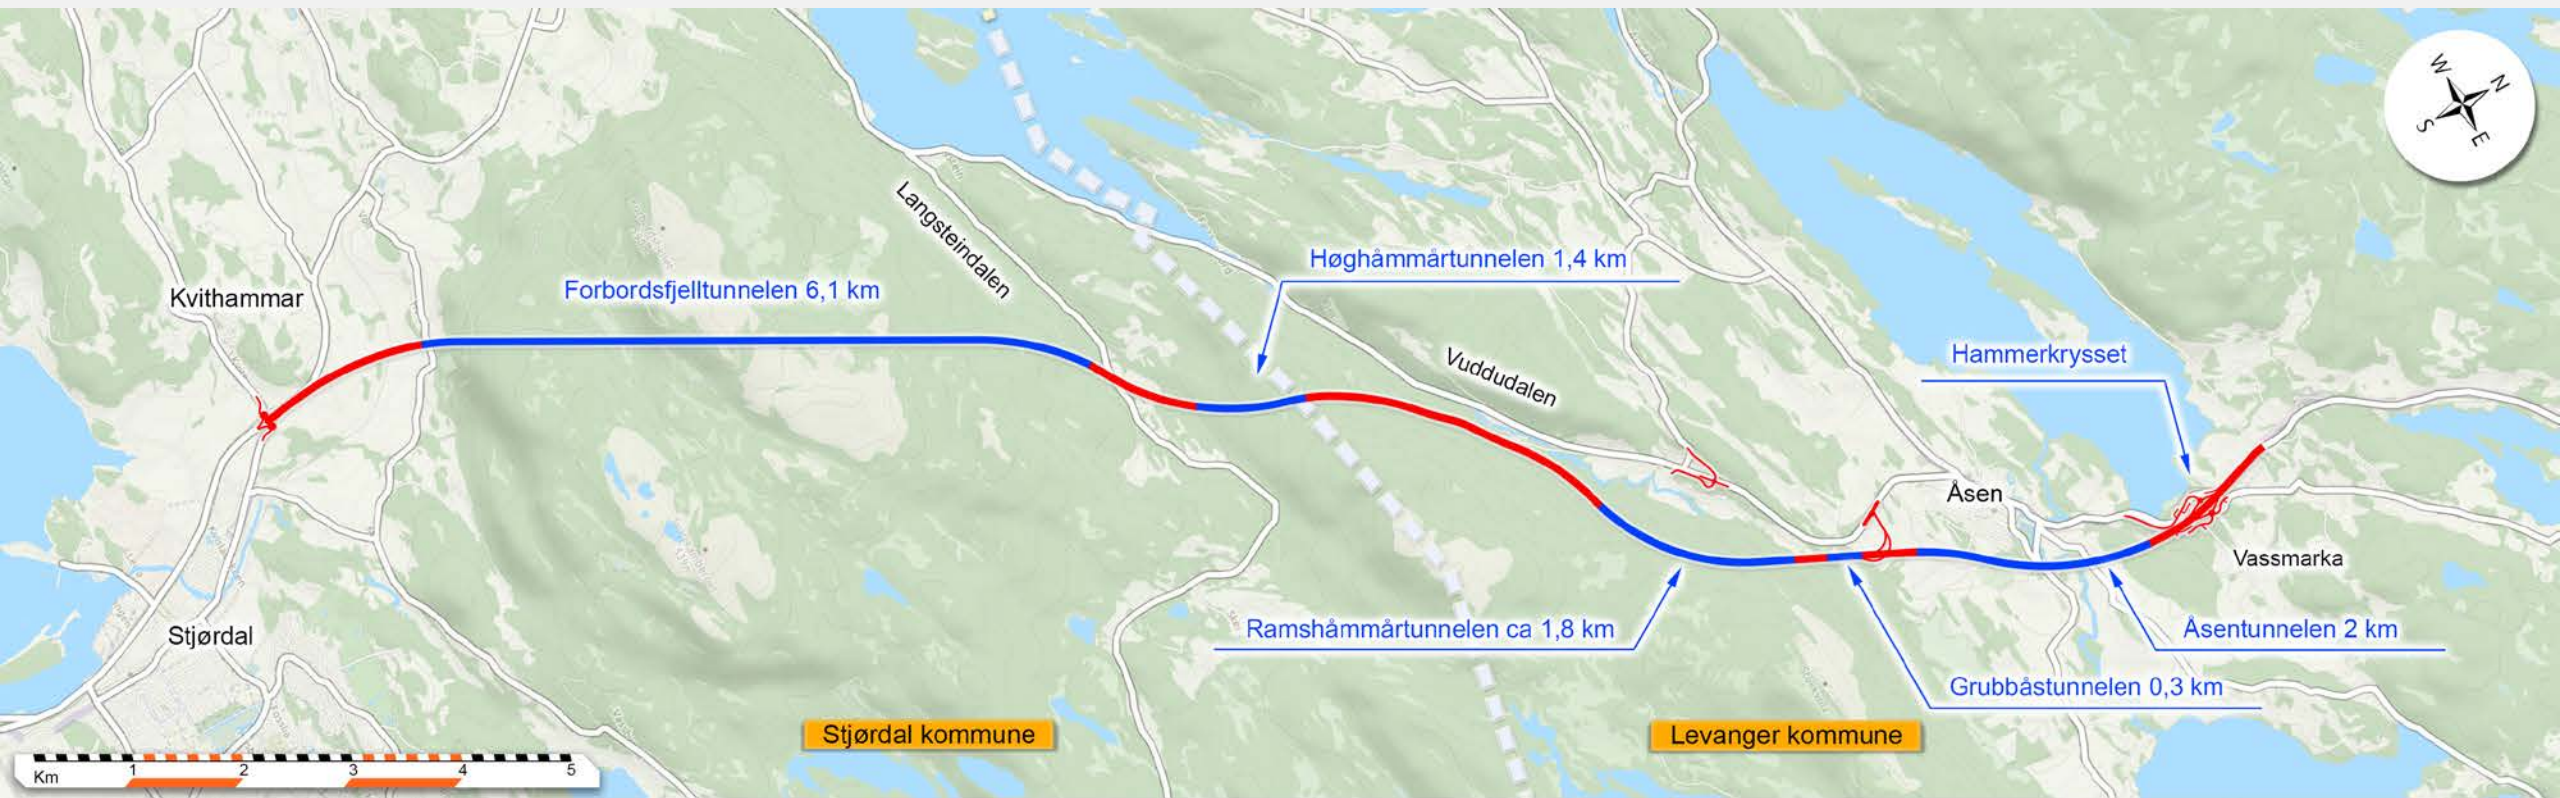 W
N
S
E
Langsteindalen
Høghåmmårtunnelen 1,4 km
Kvithammar
Forbordsfjelltunnelen 6,1 km
Vuddudalen
Hammerkrysset
Åsen
Vassmarka
Stjørdal
Ramshåmmårtunnelen ca 1,8 km
Åsentunnelen 2 km
Grubbåstunnelen 0,3 km
Stjørdal kommune
Levanger kommune
Km 1 2 3 4 5